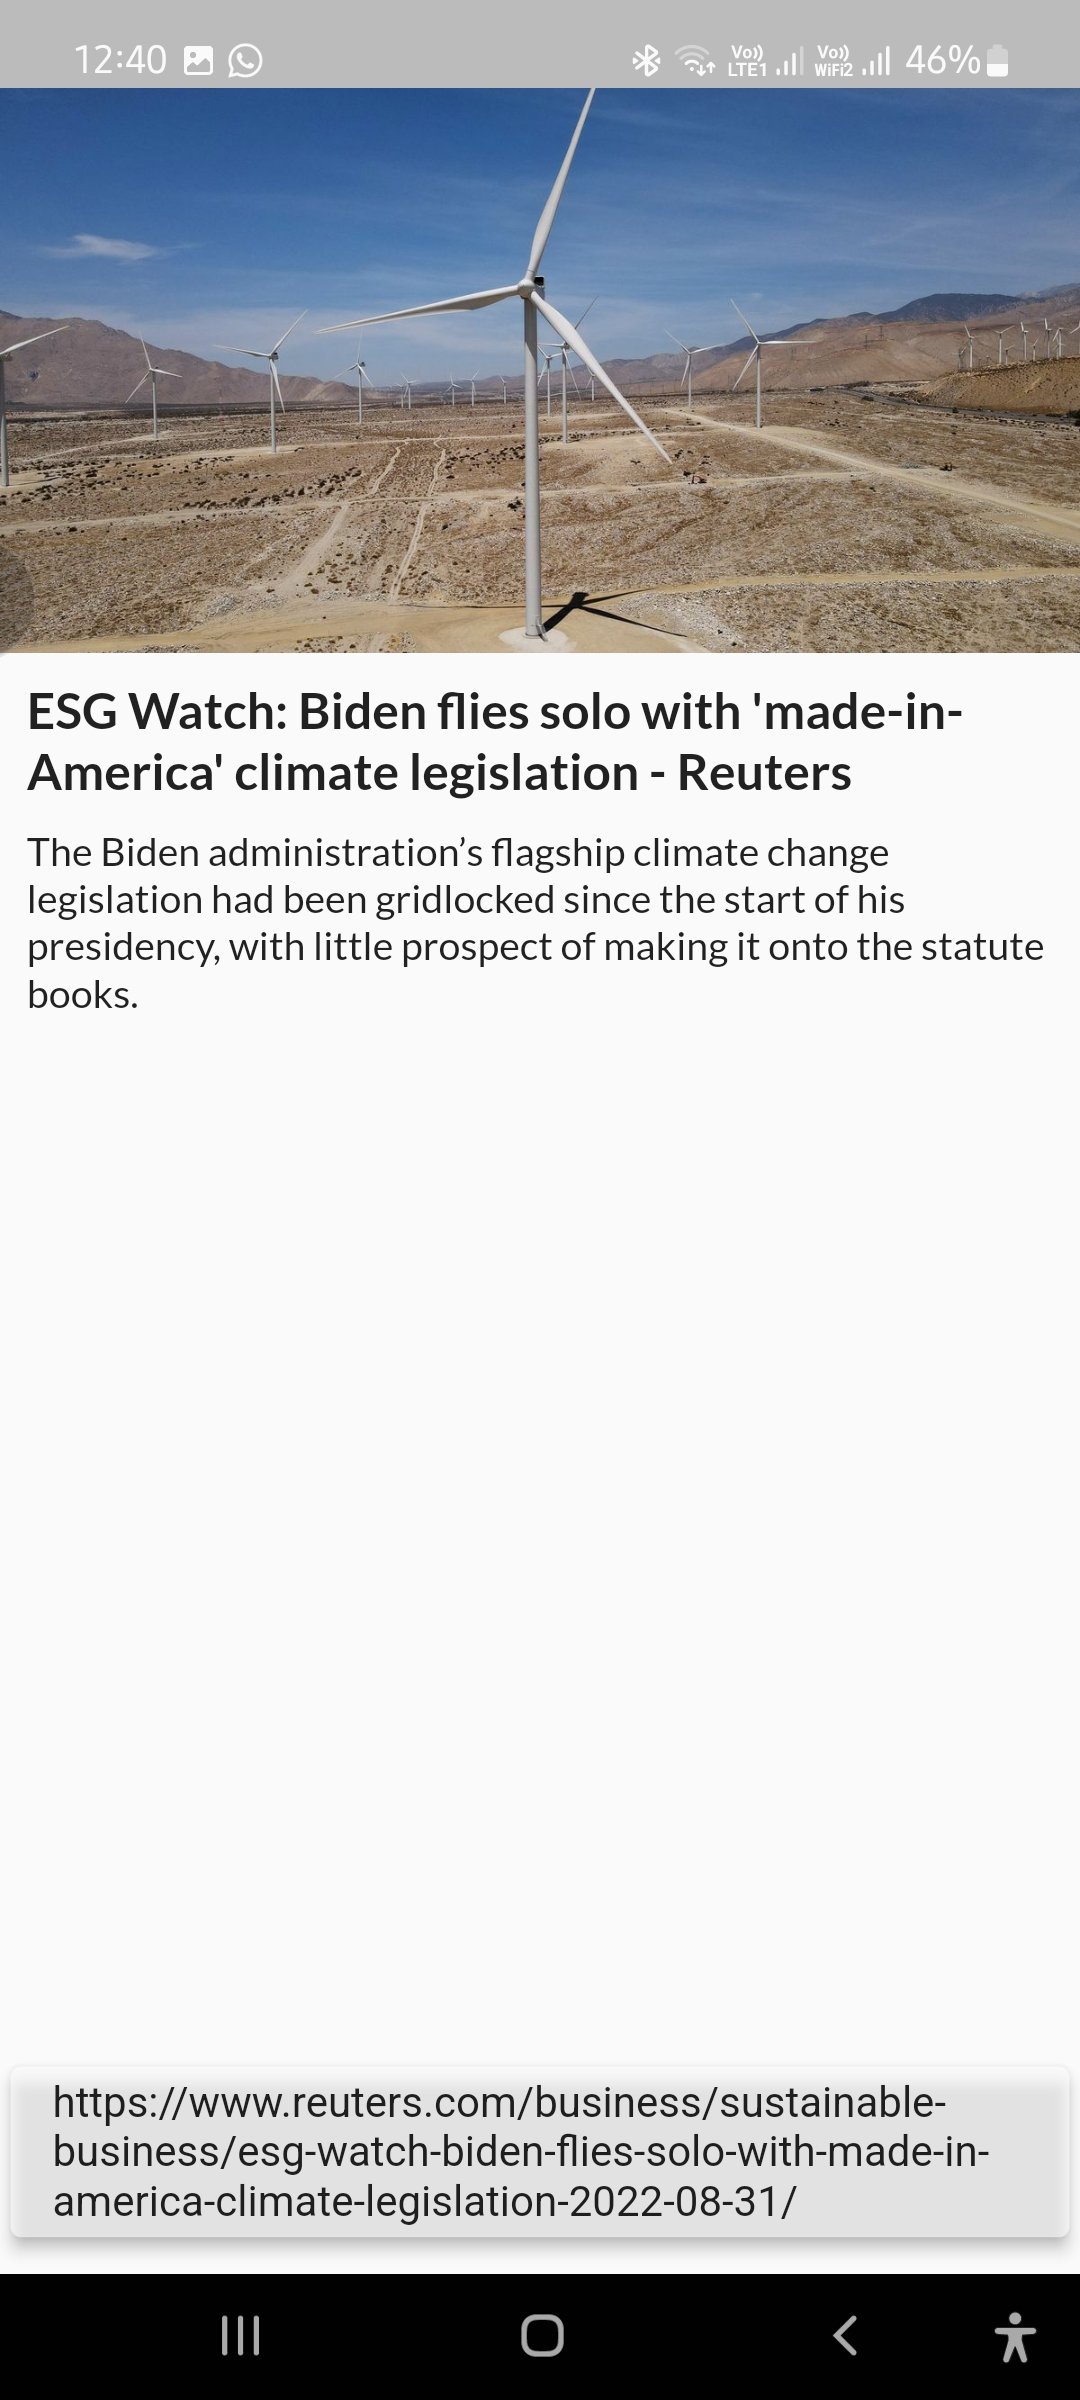 12:40
Vo)) LTE1 Vo)) WiFi2 46%
ESG Watch: Biden flies solo with 'made-in-
America' climate legislation - Reuters
The Biden administration’s flagship climate change
legislation had been gridlocked since the start of his
presidency, with little prospect of making it onto the statute
books.
https://www.reuters.com/business/sustainable-
business/esg-watch-biden-flies-solo-with-made-in-
america-climate-legislation-2022-08-31/